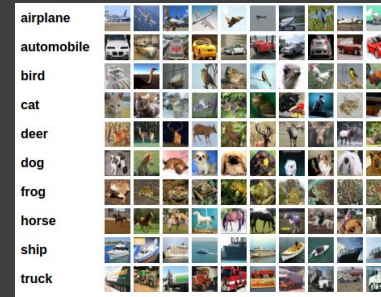 airplane
automobile
bird
cat
deer
dog
frog
horse
ship
truck